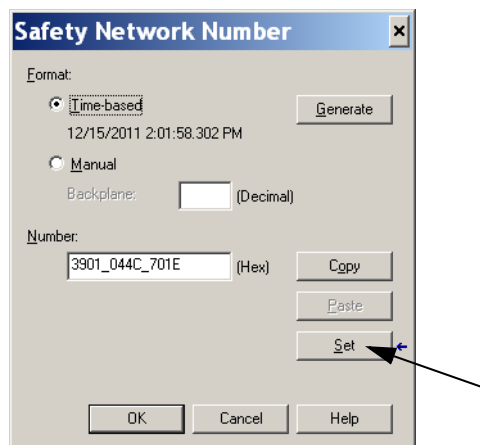 Safety Network Number
Format:
Time-based
Generate
12/15/2011 2:01:58.302 PM
Manual
Backplane: (Decimal)
Number:
3901_044C_701E (Hex)
Copy
Paste
Set
OK Cancel Help